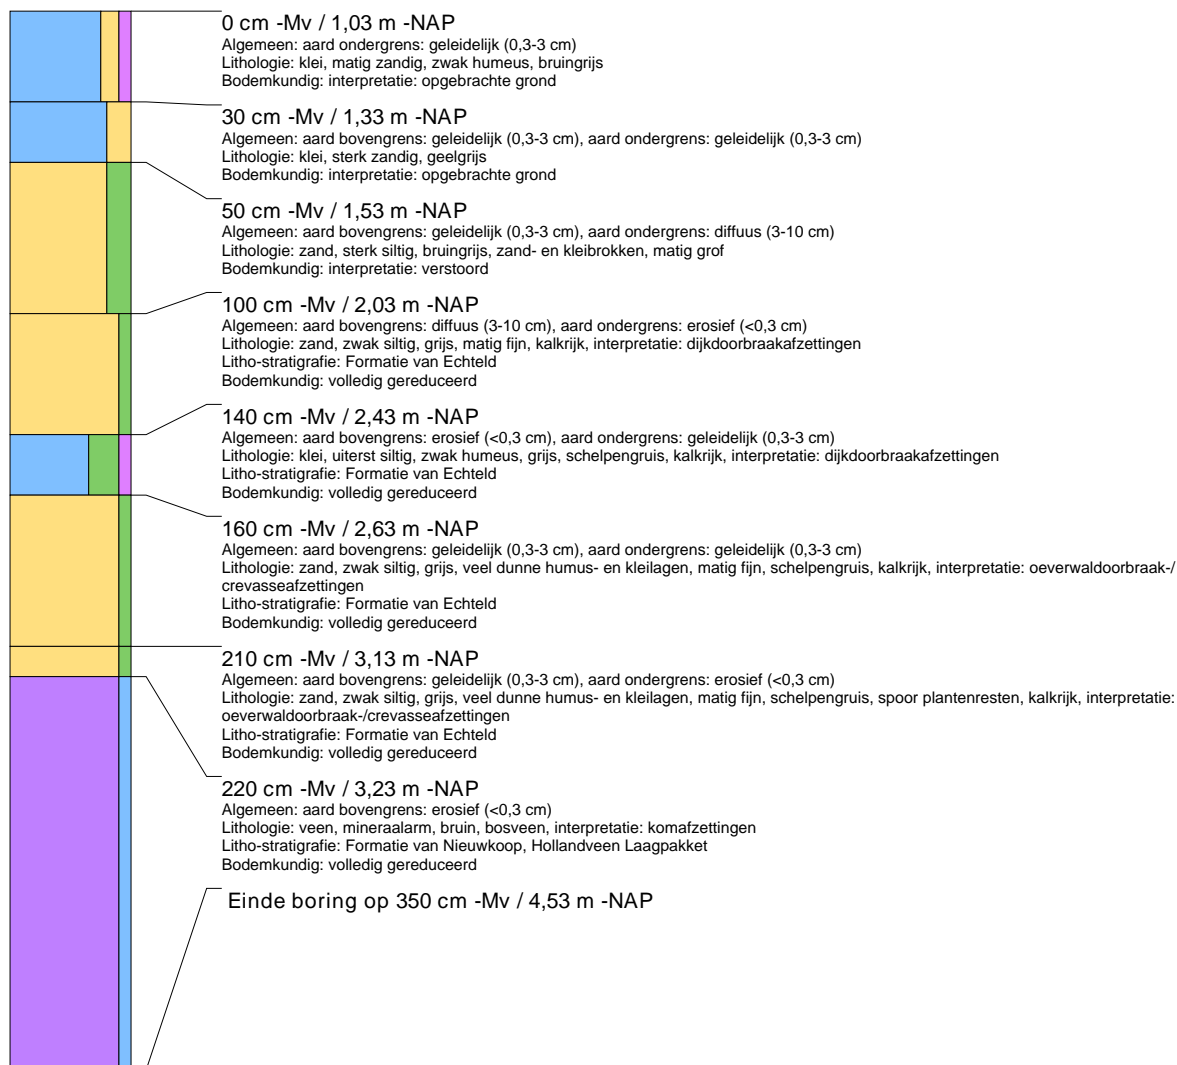 0 cm -Mv / 1,03 m -NAP
Algemeen: aard ondergrens: geleidelijk (0,3-3 cm)
Lithologie: klei, matig zandig, zwak humeus, bruingrijs
Bodemkundig: interpretatie: opgebrachte grond
30 cm -Mv / 1,33 m -NAP
Algemeen: aard bovengrens: geleidelijk (0,3-3 cm), aard ondergrens: geleidelijk (0,3-3 cm)
Lithologie: klei, sterk zandig, geelgrijs
Bodemkundig: interpretatie: opgebrachte grond
50 cm -Mv / 1,53 m -NAP
Algemeen: aard bovengrens: geleidelijk (0,3-3 cm), aard ondergrens: diffuus (3-10 cm)
Lithologie: zand, sterk siltig, bruingrijs, zand- en kleibrokken, matig grof
Bodemkundig: interpretatie: verstoord
100 cm -Mv / 2,03 m -NAP
Algemeen: aard bovengrens: diffuus (3-10 cm), aard ondergrens: erosief (<0,3 cm)
Lithologie: zand, zwak siltig, grijs, matig fijn, kalkrijk, interpretatie: dijkdoorbraakafzettingen
Litho-stratigrafie: Formatie van Echteld
Bodemkundig: volledig gereduceerd
140 cm -Mv / 2,43 m -NAP
Algemeen: aard bovengrens: erosief (<0,3 cm), aard ondergrens: geleidelijk (0,3-3 cm)
Lithologie: klei, uiterst siltig, zwak humeus, grijs, schelpengruis, kalkrijk, interpretatie: dijkdoorbraakafzettingen
Litho-stratigrafie: Formatie van Echteld
Bodemkundig: volledig gereduceerd
160 cm -Mv / 2,63 m -NAP
Algemeen: aard bovengrens: geleidelijk (0,3-3 cm), aard ondergrens: geleidelijk (0,3-3 cm)
Lithologie: zand, zwak siltig, grijs, veel dunne humus- en kleilagen, matig fijn, schelpengruis, kalkrijk, interpretatie: oeverwaldoorbraak-/
crevasseafzettingen
Litho-stratigrafie: Formatie van Echteld
Bodemkundig: volledig gereduceerd
210 cm -Mv / 3,13 m -NAP
Algemeen: aard bovengrens: geleidelijk (0,3-3 cm), aard ondergrens: erosief (<0,3 cm)
Lithologie: zand, zwak siltig, grijs, veel dunne humus- en kleilagen, matig fijn, schelpengruis, spoor plantenresten, kalkrijk, interpretatie:
oeverwaldoorbraak-/crevasseafzettingen
Litho-stratigrafie: Formatie van Echteld
Bodemkundig: volledig gereduceerd
220 cm -Mv / 3,23 m -NAP
Algemeen: aard bovengrens: erosief (<0,3 cm)
Lithologie: veen, mineraalarm, bruin, bosveen, interpretatie: komafzettingen
Litho-stratigrafie: Formatie van Nieuwkoop, Hollandveen Laagpakket
Bodemkundig: volledig gereduceerd
Einde boring op 350 cm -Mv / 4,53 m -NAP